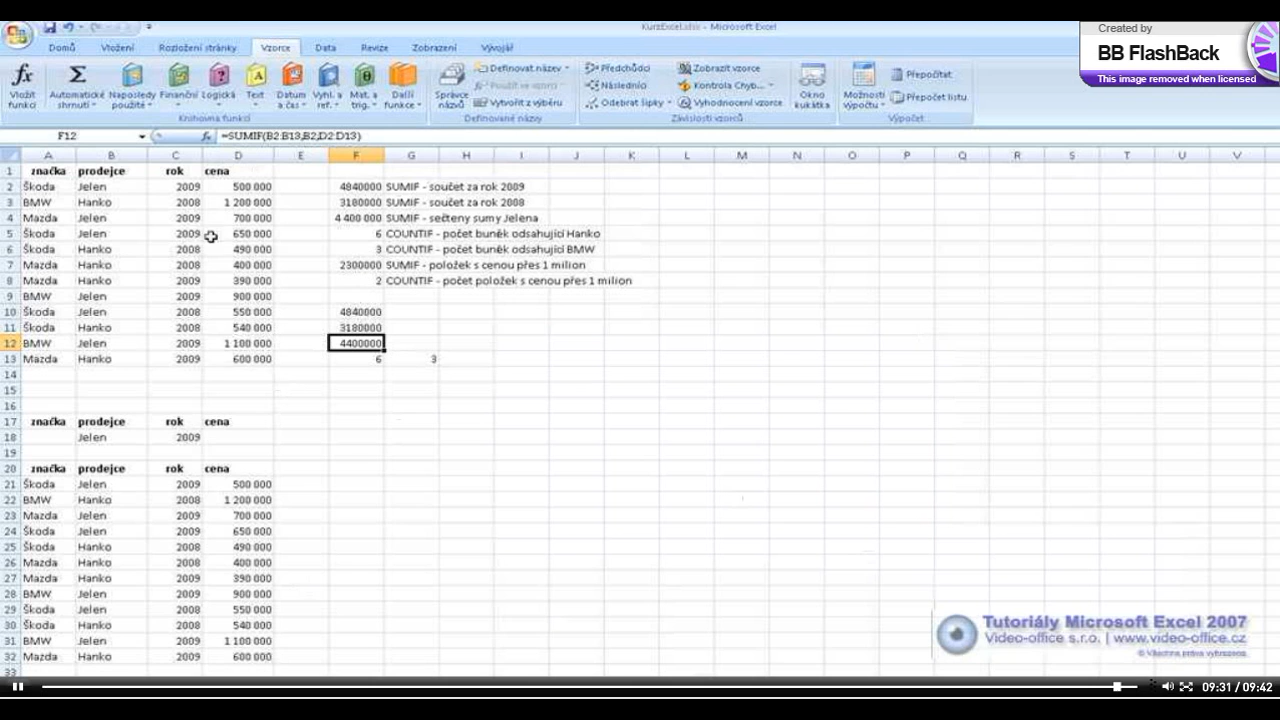 KurzExcel.xlsx - Microsoft Excel
Created by
BB FlashBack
This image removed when licensed
Domů Vložení Rozložení stránky Vzorce Data Revize Zobrazení Vývojář
Vložit funkci
Automatické shrnutí
Naposledy použité
Finanční
Logická
Text
Datum a čas
Vyhl. a ref.
Mat. a trig.
Další funkce
Knihovna funkcí
Správce názvů
Definovat název
Použít ve vzorci
Vytvořit z výběru
Definované názvy
Předchůdci
Následníci
Odebrat šipky
Zobrazit vzorce
Kontrola Chyb...
Vyhodnocení vzorce
Závislosti vzorců
Okno kukátka
Možnosti výpočtu
Přepočítat
Přepočet listu
Výpočet
F12 fx =SUMIF(B2:B13,B2,D2:D13)
A B C D E F G H I J K L M N O P Q R S T U V
1 značka prodejce rok cena
2 Škoda Jelen 2009 500 000 4840000 SUMIF - součet za rok 2009
3 BMW Hanko 2008 1 200 000 3180000 SUMIF - součet za rok 2008
4 Mazda Jelen 2009 700 000 4 400 000 SUMIF - sečteny sumy Jelena
5 Škoda Jelen 2009 650 000 6 COUNTIF - počet buněk odsahující Hanko
6 Škoda Hanko 2008 490 000 3 COUNTIF - počet buněk odsahující BMW
7 Mazda Hanko 2008 400 000 2300000 SUMIF - položek s cenou přes 1 milion
8 Mazda Hanko 2009 390 000 2 COUNTIF - počet položek s cenou přes 1 milion
9 BMW Jelen 2009 900 000
10 Škoda Jelen 2008 550 000 4840000
11 Škoda Hanko 2008 540 000 3180000
12 BMW Jelen 2009 1 100 000 4400000
13 Mazda Hanko 2009 600 000 6 3
14
15
16
17 značka prodejce rok cena
18 Jelen 2009
19
20 značka prodejce rok cena
21 Škoda Jelen 2009 500 000
22 BMW Hanko 2008 1 200 000
23 Mazda Jelen 2009 700 000
24 Škoda Jelen 2009 650 000
25 Škoda Hanko 2008 490 000
26 Mazda Hanko 2008 400 000
27 Mazda Hanko 2009 390 000
28 BMW Jelen 2009 900 000
29 Škoda Jelen 2008 550 000
30 Škoda Hanko 2008 540 000
31 BMW Jelen 2009 1 100 000
32 Mazda Hanko 2009 600 000
33
Tutoriály Microsoft Excel 2007
Video-office s.r.o. | www.video-office.cz
© Všechna práva vyhrazena
09:31 / 09:42